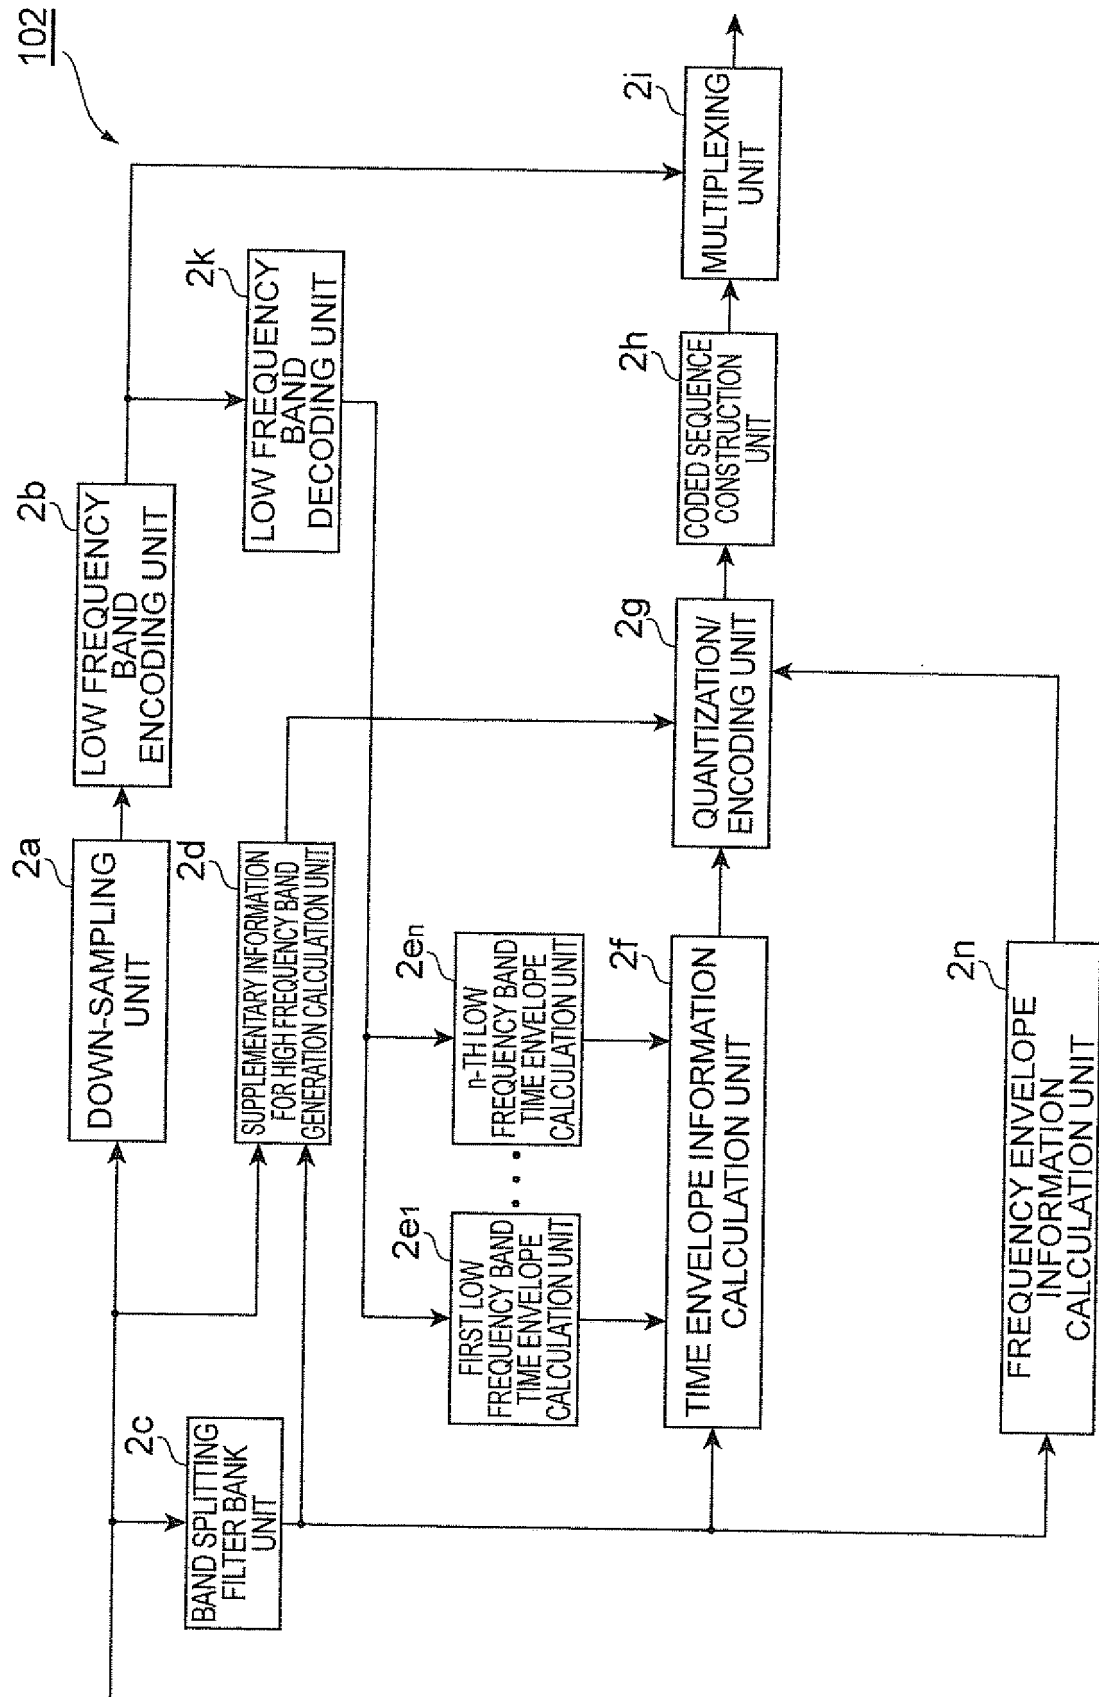 102
2a
DOWN-SAMPLING
UNIT
2b
LOW FREQUENCY
BAND
ENCODING UNIT
2c
BAND SPLITTING
FILTER BANK
UNIT
2d
SUPPLEMENTARY INFORMATION
FOR HIGH FREQUENCY BAND
GENERATION CALCULATION UNIT
2k
LOW FREQUENCY
BAND
DECODING UNIT
2e1
FIRST LOW
FREQUENCY BAND
TIME ENVELOPE
CALCULATION UNIT
2en
n-TH LOW
FREQUENCY BAND
TIME ENVELOPE
CALCULATION UNIT
2f
TIME ENVELOPE INFORMATION
CALCULATION UNIT
2g
QUANTIZATION/
ENCODING UNIT
2h
CODED SEQUENCE
CONSTRUCTION
UNIT
2i
MULTIPLEXING
UNIT
2n
FREQUENCY ENVELOPE
INFORMATION
CALCULATION UNIT